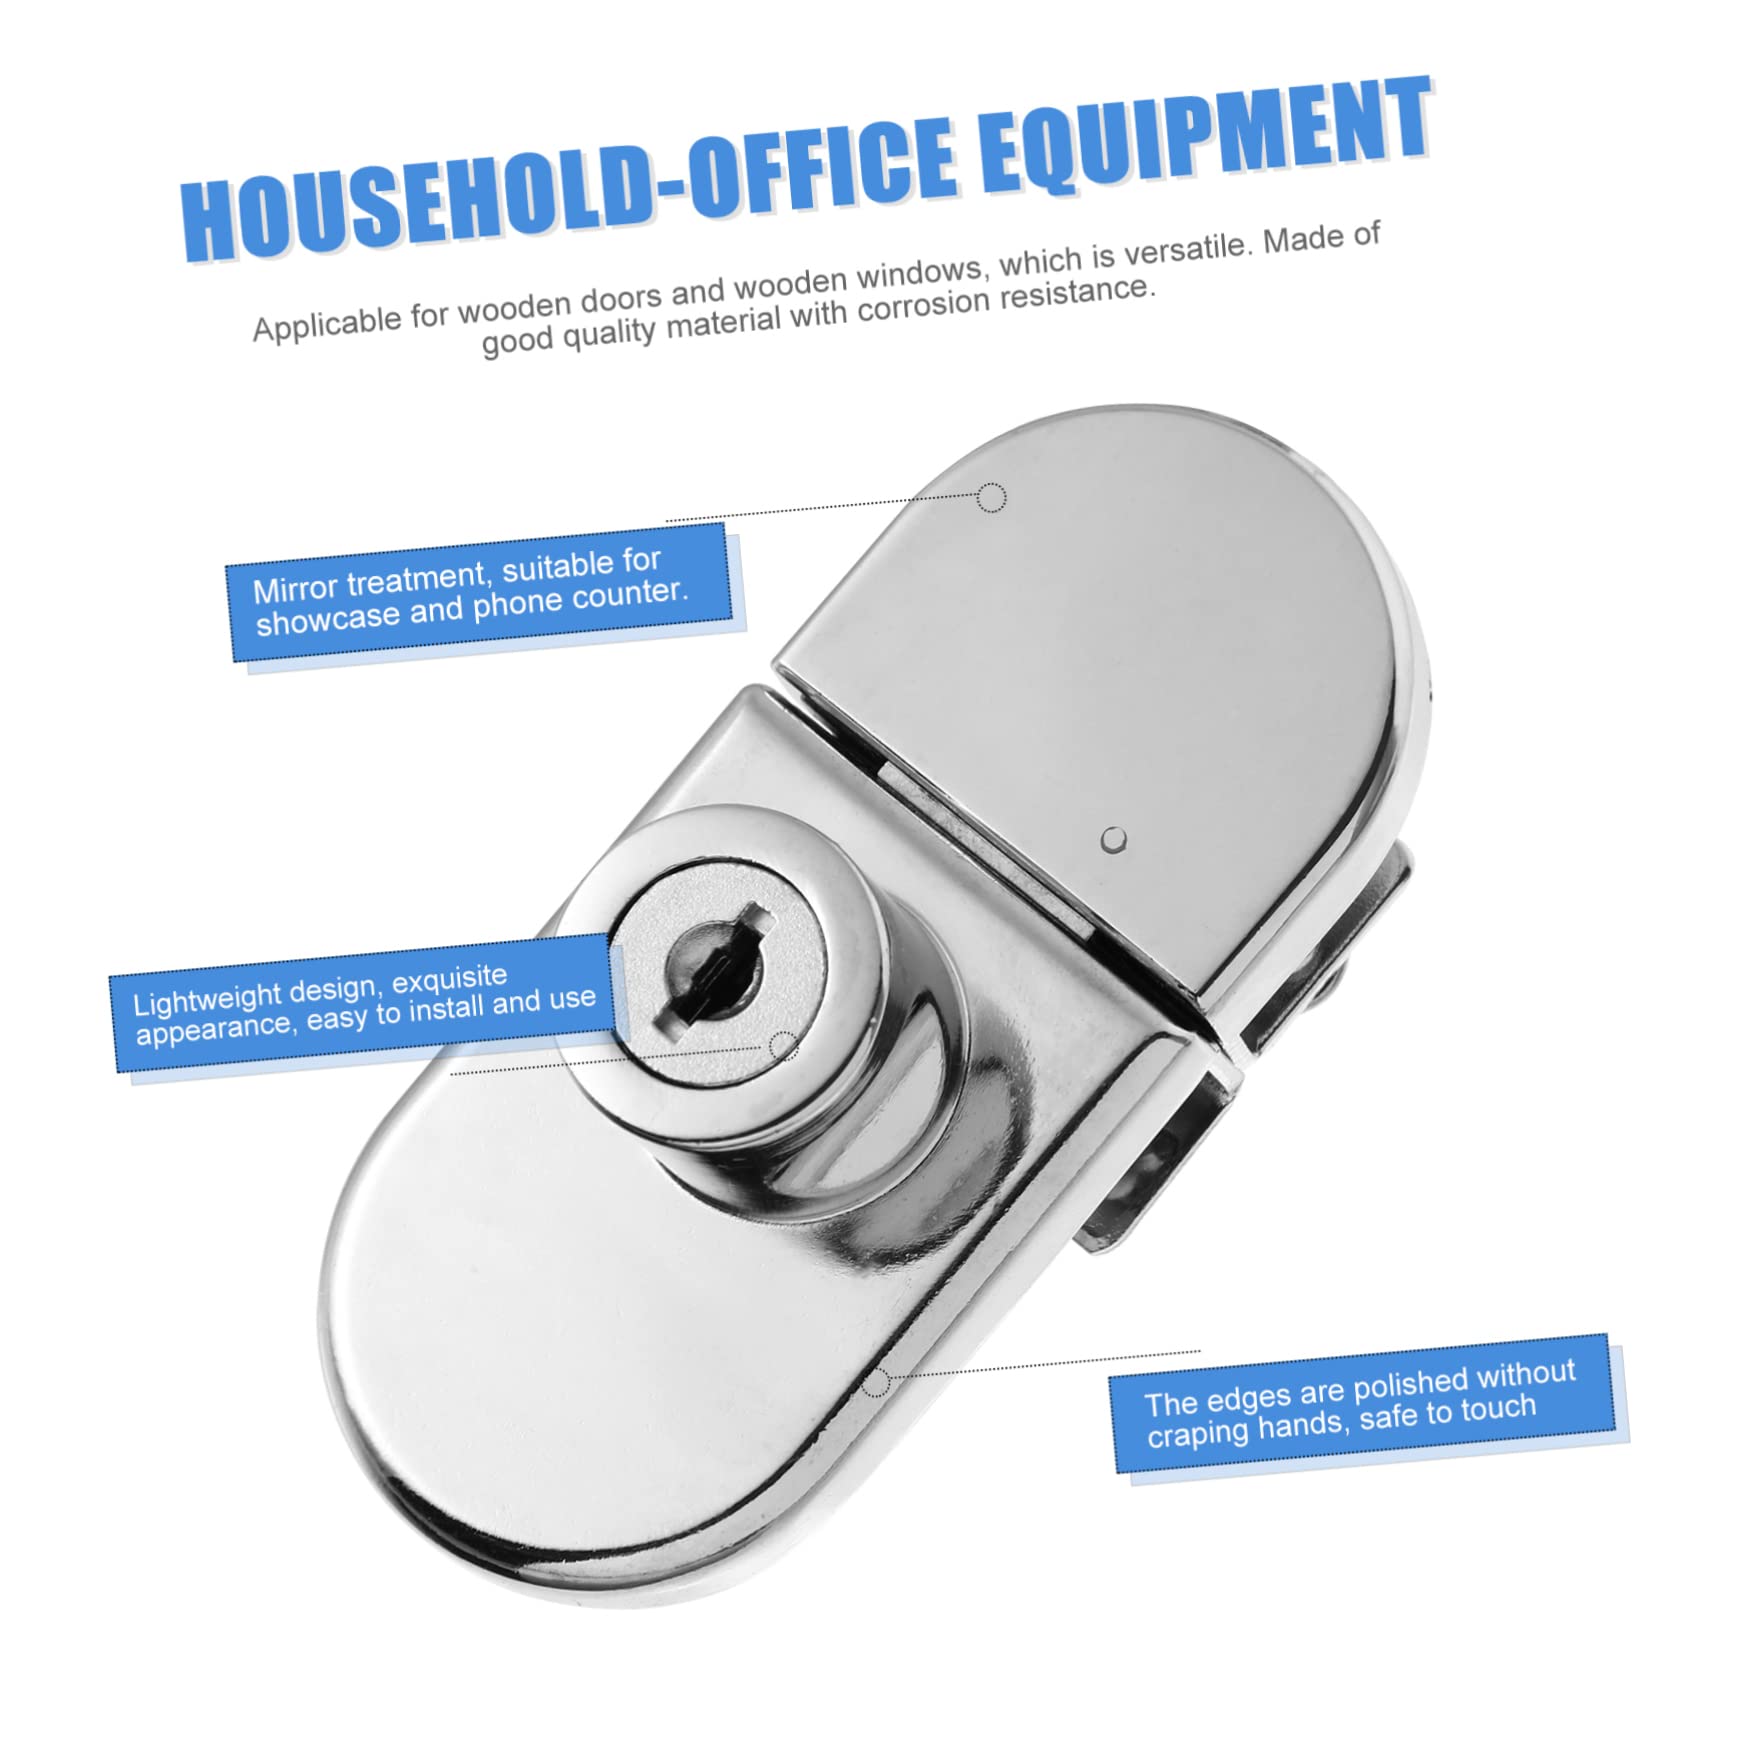 HOUSEHOLD-OFFICE EQUIPMENT
Applicable for wooden doors and wooden windows, which is versatile. Made of
good quality material with corrosion resistance.
Mirror treatment, suitable for
showcase and phone counter.
Lightweight design, exquisite
appearance, easy to install and use
The edges are polished without
craping hands, safe to touch